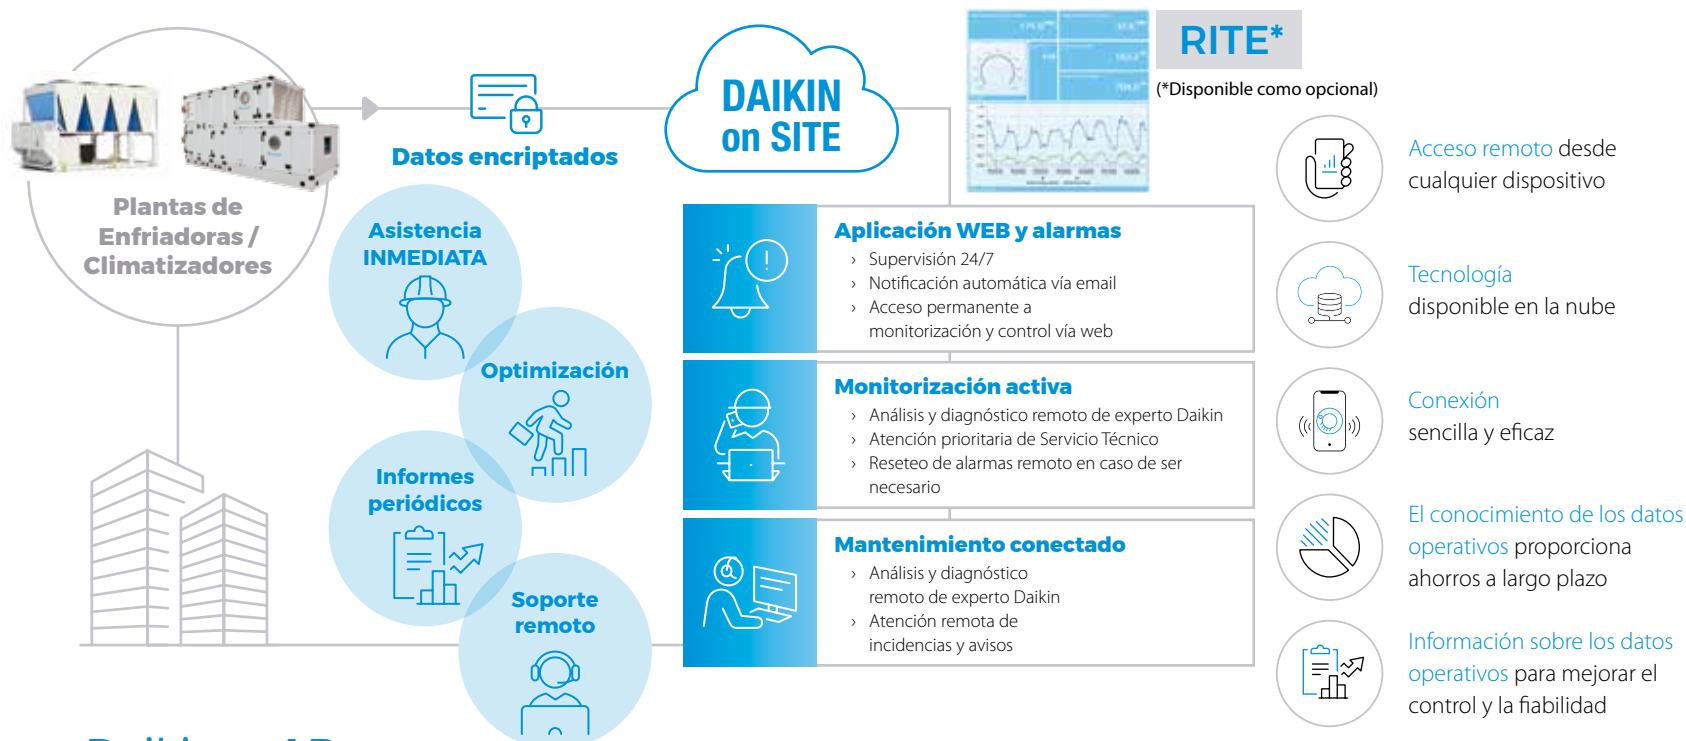 DAIKIN
on SITE
RITE*
(*Disponible como opcional)
Datos encriptados
Plantas de
Enfriadoras /
Climatizadores
Asistencia
INMEDIATA
Optimización
Informes
periódicos
Soporte
remoto
Aplicación WEB y alarmas
› Supervisión 24/7
› Notificación automática vía email
› Acceso permanente a
monitorización y control vía web
Monitorización activa
› Análisis y diagnóstico remoto de experto Daikin
› Atención prioritaria de Servicio Técnico
› Reseteo de alarmas remoto en caso de ser
necesario
Mantenimiento conectado
› Análisis y diagnóstico
remoto de experto Daikin
› Atención remota de
incidencias y avisos
Acceso remoto desde
cualquier dispositivo
Tecnología
disponible en la nube
Conexión
sencilla y eficaz
El conocimiento de los datos
operativos proporciona
ahorros a largo plazo
Información sobre los datos
operativos para mejorar el
control y la fiabilidad